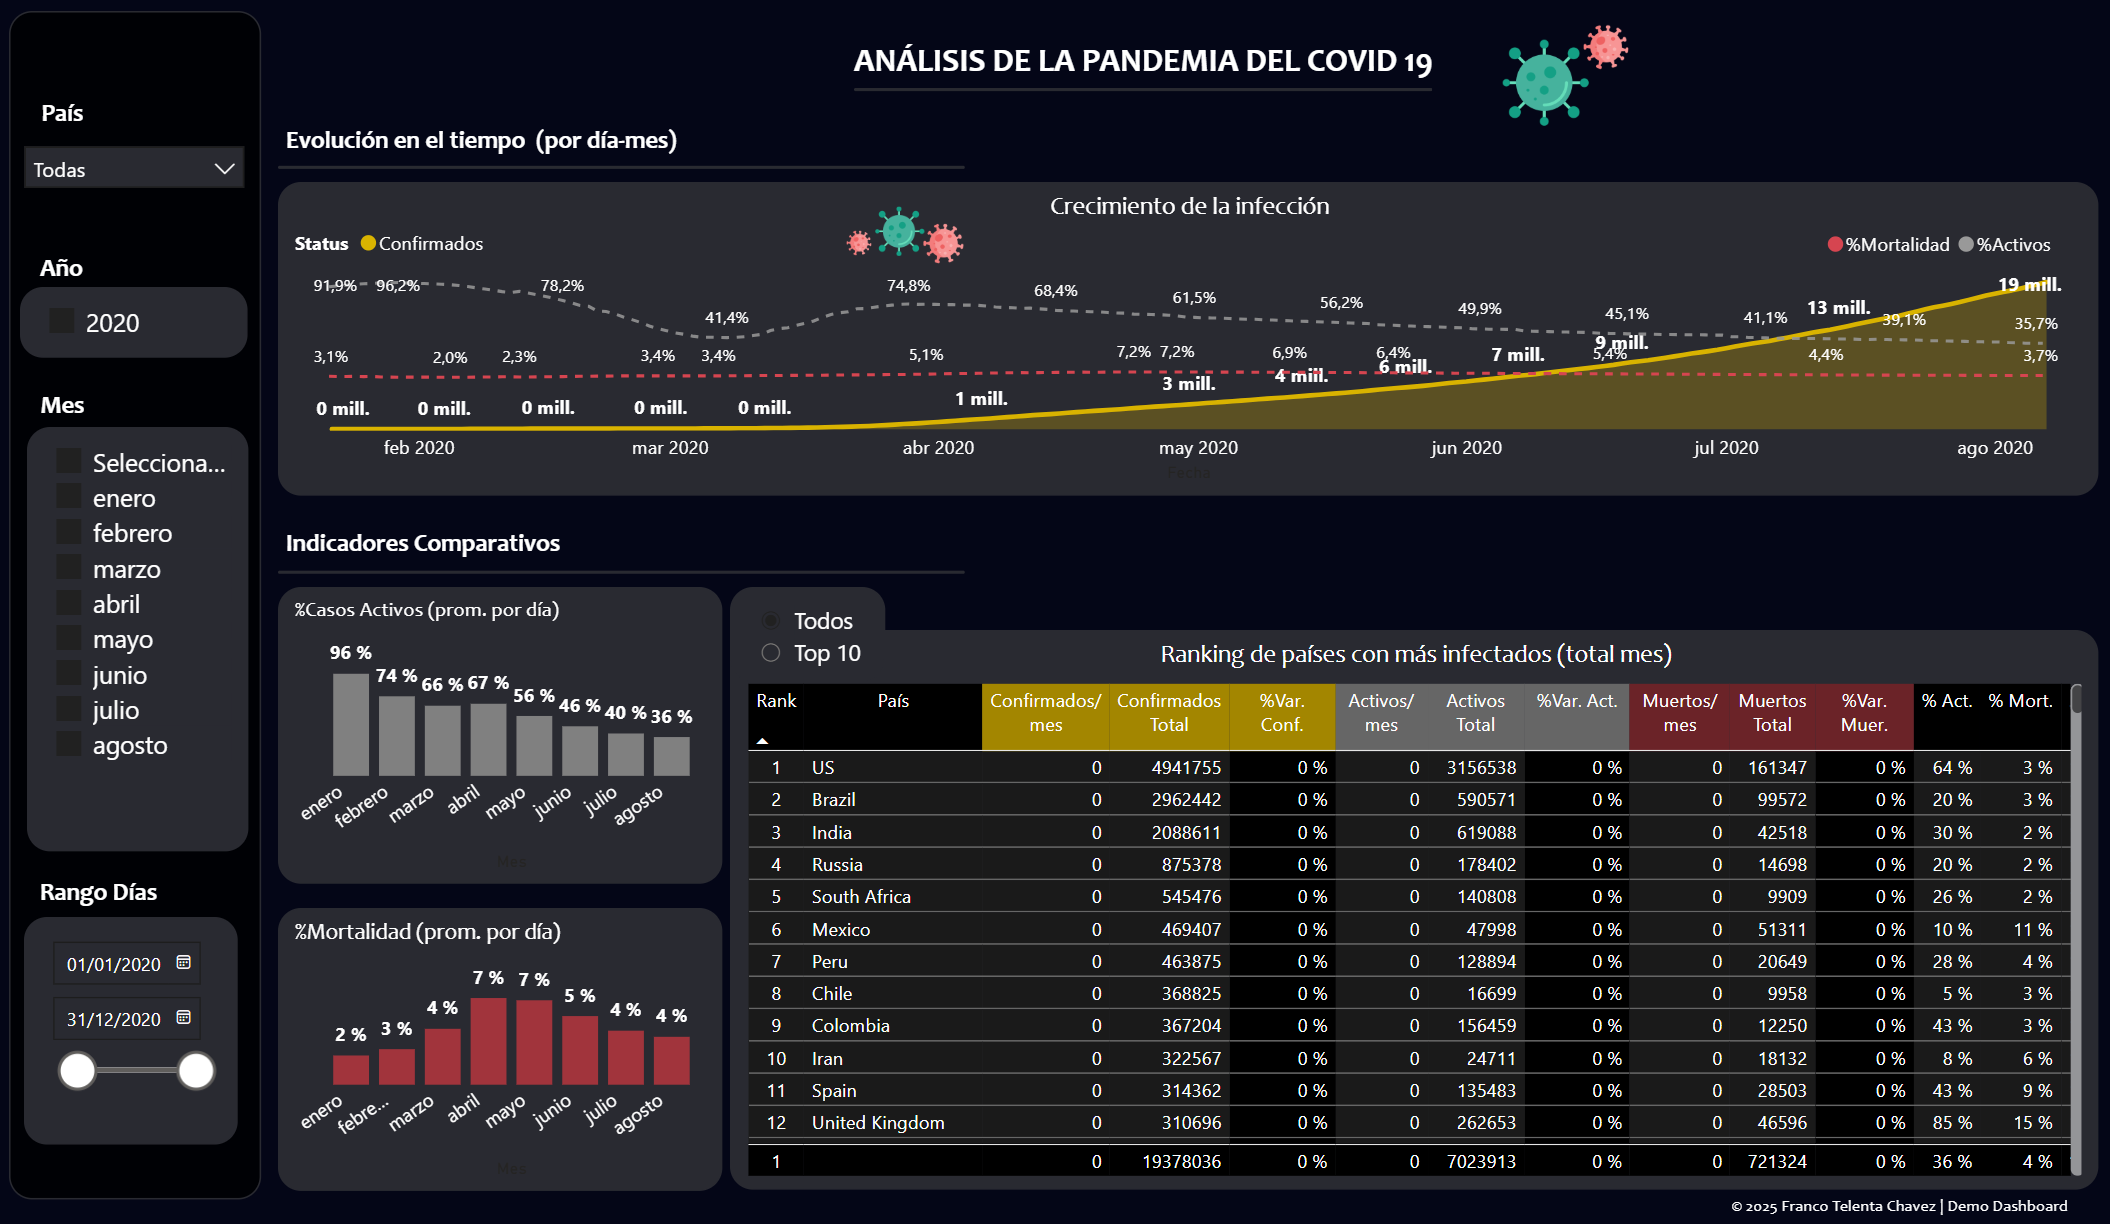 ANÁLISIS DE LA PANDEMIA DEL COVID 19
País
Todas
Año
2020
Mes
Selecciona...
enero
febrero
marzo
abril
mayo
junio
julio
agosto
Rango Días
01/01/2020
31/12/2020
Evolución en el tiempo (por día-mes)
Crecimiento de la infección
Status Confirmados
%Mortalidad %Activos
91,9% 96,2% 78,2% 41,4% 74,8% 68,4% 61,5% 56,2% 49,9% 45,1% 41,1% 39,1% 35,7%
3,1% 2,0% 2,3% 3,4% 3,4% 5,1% 7,2% 7,2% 6,9% 6,4% 5,4% 4,4% 3,7%
0 mill. 0 mill. 0 mill. 0 mill. 0 mill. 1 mill. 3 mill. 4 mill. 6 mill. 7 mill. 9 mill. 13 mill. 19 mill.
feb 2020 mar 2020 abr 2020 may 2020 jun 2020 jul 2020 ago 2020
Fecha
Indicadores Comparativos
%Casos Activos (prom. por día)
96 % 74 % 66 % 67 % 56 % 46 % 40 % 36 %
enero febrero marzo abril mayo junio julio agosto
Mes
%Mortalidad (prom. por día)
2 % 3 % 4 % 7 % 7 % 5 % 4 % 4 %
enero febre... marzo abril mayo junio julio agosto
Mes
Todos
Top 10
Ranking de países con más infectados (total mes)
Rank País Confirmados/ mes Confirmados Total %Var. Conf. Activos/ mes Activos Total %Var. Act. Muertos/ mes Muertos Total %Var. Muer. % Act. % Mort.
1 US 0 4941755 0 % 0 3156538 0 % 0 161347 0 % 64 % 3 %
2 Brazil 0 2962442 0 % 0 590571 0 % 0 99572 0 % 20 % 3 %
3 India 0 2088611 0 % 0 619088 0 % 0 42518 0 % 30 % 2 %
4 Russia 0 875378 0 % 0 178402 0 % 0 14698 0 % 20 % 2 %
5 South Africa 0 545476 0 % 0 140808 0 % 0 9909 0 % 26 % 2 %
6 Mexico 0 469407 0 % 0 47998 0 % 0 51311 0 % 10 % 11 %
7 Peru 0 463875 0 % 0 128894 0 % 0 20649 0 % 28 % 4 %
8 Chile 0 368825 0 % 0 16699 0 % 0 9958 0 % 5 % 3 %
9 Colombia 0 367204 0 % 0 156459 0 % 0 12250 0 % 43 % 3 %
10 Iran 0 322567 0 % 0 24711 0 % 0 18132 0 % 8 % 6 %
11 Spain 0 314362 0 % 0 135483 0 % 0 28503 0 % 43 % 9 %
12 United Kingdom 0 310696 0 % 0 262653 0 % 0 46596 0 % 85 % 15 %
1 0 19378036 0 % 0 7023913 0 % 0 721324 0 % 36 % 4 %
© 2025 Franco Telenta Chavez | Demo Dashboard